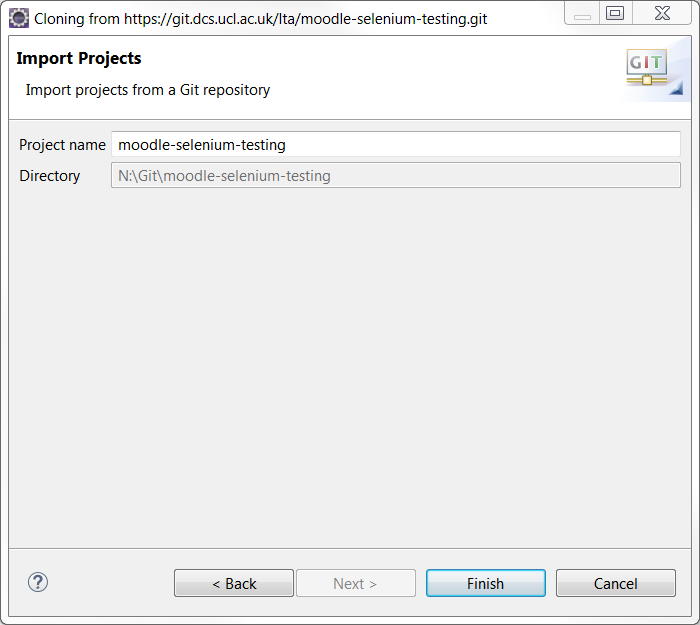 Cloning from https://git.dcs.ucl.ac.uk/lta/moodle-selenium-testing.git
Import Projects
GIT
Import projects from a Git repository
Project name moodle-selenium-testing
Directory N:\Git\moodle-selenium-testing
? < Back Next > Finish Cancel